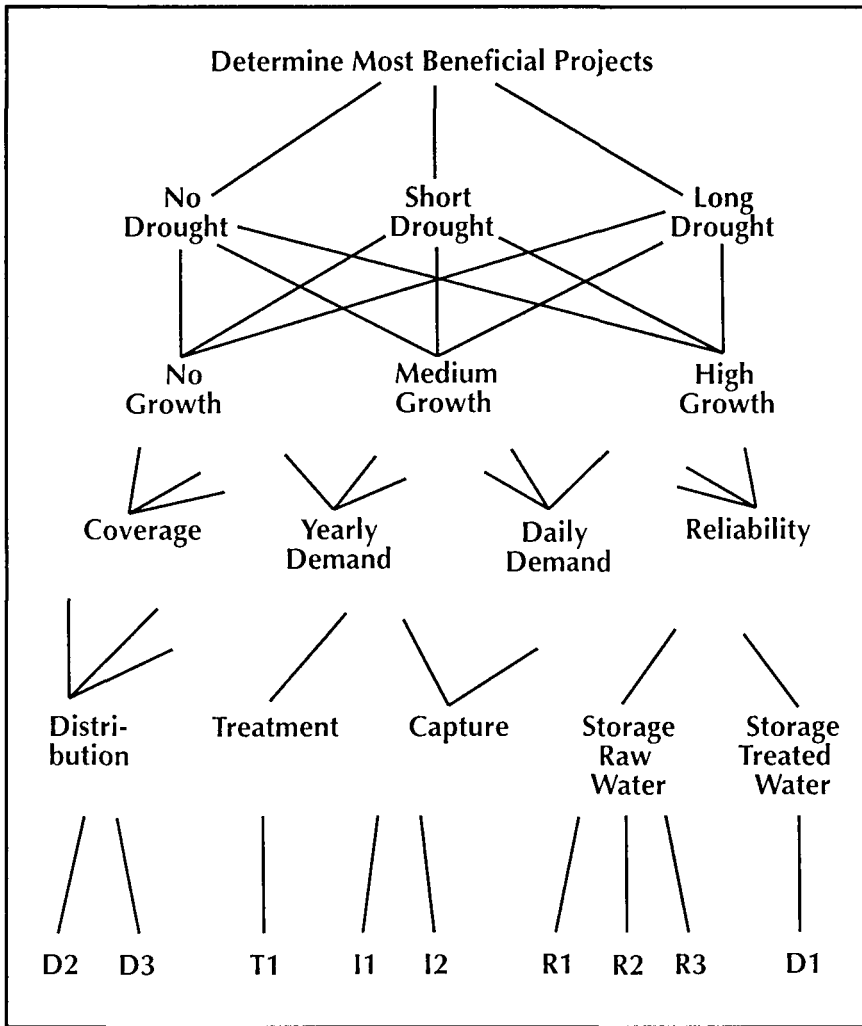 Determine Most Beneficial Projects
No
Drought
Short
Drought
Long
Drought
No
Growth
Medium
Growth
High
Growth
Coverage
Yearly
Demand
Daily
Demand
Reliability
Distri-
bution
Treatment
Capture
Storage
Raw
Water
Storage
Treated
Water
D2
D3
T1
I1
I2
R1
R2
R3
D1